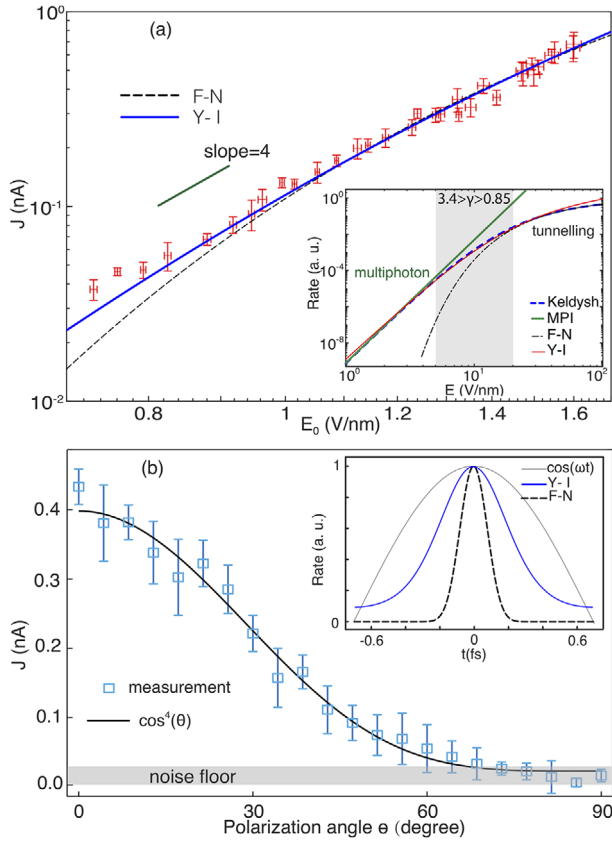 (a)
10⁰
10⁻¹
10⁻²
J (nA)
F-N
Y- I
slope=4
0.8
1
1.2
1.4
1.6
E₀ (V/nm)
3.4>γ>0.85
10⁰
10⁻⁴
10⁻⁸
Rate (a. u.)
multiphoton
tunnelling
Keldysh
MPI
F-N
Y-I
10⁰
10¹
10²
E (V/nm)
(b)
0.4
0.3
0.2
0.1
0.0
J (nA)
measurement
cos⁴(θ)
noise floor
0
30
60
90
Polarization angle ɵ (degree)
1
0.5
0
Rate (a. u.)
cos(ωt)
Y- I
F-N
-0.6
0
0.6
t(fs)